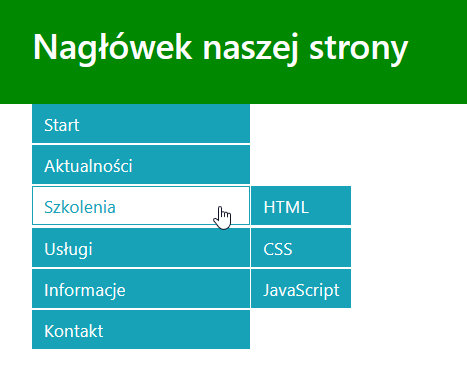 Nagłówek naszej strony
Start
Aktualności
Szkolenia
HTML
Usługi
CSS
Informacje
JavaScript
Kontakt